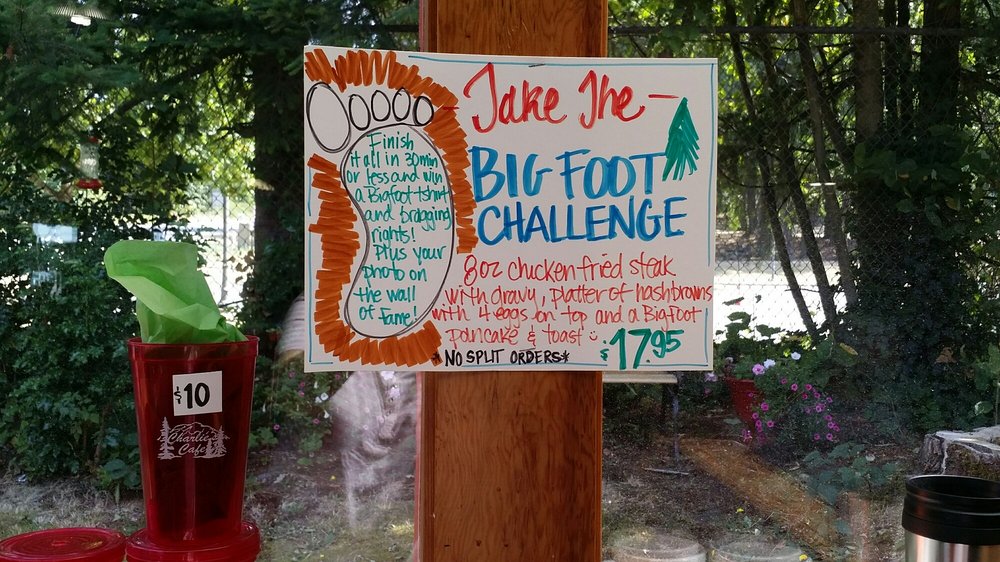 Take The
BIG FOOT
CHALLENGE
8oz chicken fried steak
with gravy, platter of hashbrowns
with 4 eggs on top and a Bigfoot
pancake & toast
$17.95
*NO SPLIT ORDERS*
Finish
it all in 30min
or less and win
a Bigfoot tshirt
and bragging
rights!
Plus your
photo on
the wall
of Fame!
$10
Charlie's
Cafe